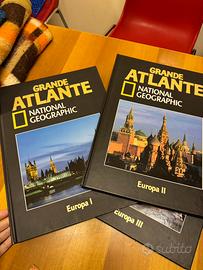 GRANDE
ATLANTE
NATIONAL
GEOGRAPHIC
Europa I
GRANDE
ATLANTE
NATIONAL
GEOGRAPHIC
Europa II
Europa III
subito